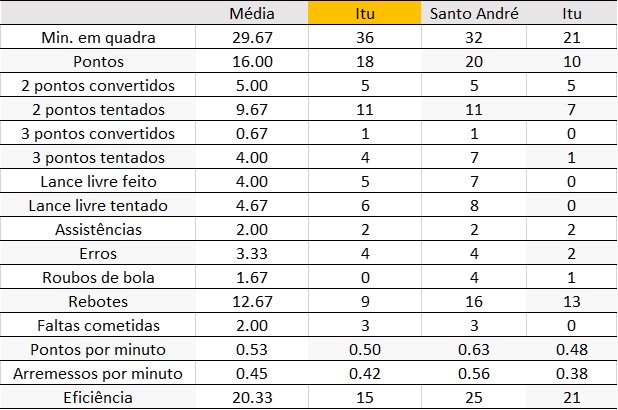 Média Itu Santo André Itu
Min. em quadra 29.67 36 32 21
Pontos 16.00 18 20 10
2 pontos convertidos 5.00 5 5 5
2 pontos tentados 9.67 11 11 7
3 pontos convertidos 0.67 1 1 0
3 pontos tentados 4.00 4 7 1
Lance livre feito 4.00 5 7 0
Lance livre tentado 4.67 6 8 0
Assistências 2.00 2 2 2
Erros 3.33 4 4 2
Roubos de bola 1.67 0 4 1
Rebotes 12.67 9 16 13
Faltas cometidas 2.00 3 3 0
Pontos por minuto 0.53 0.50 0.63 0.48
Arremessos por minuto 0.45 0.42 0.56 0.38
Eficiência 20.33 15 25 21